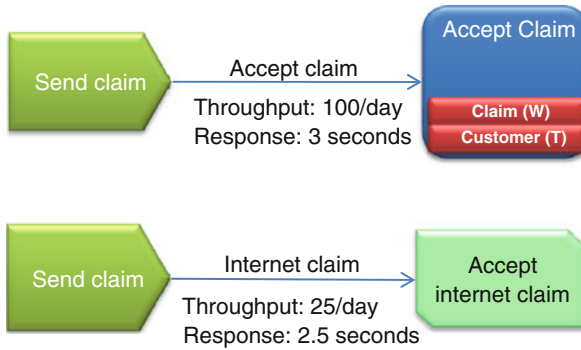 Send claim
Accept claim
Throughput: 100/day
Response: 3 seconds
Accept Claim
Claim (W)
Customer (T)
Send claim
Internet claim
Throughput: 25/day
Response: 2.5 seconds
Accept
internet claim